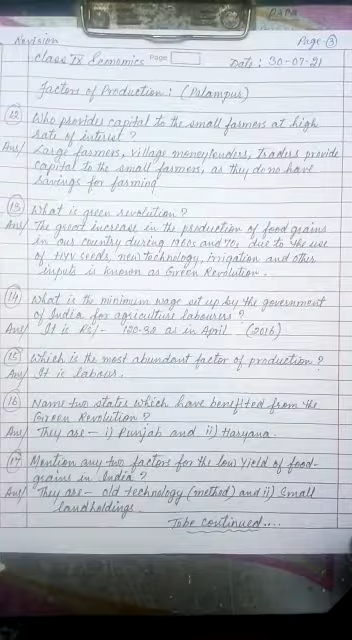 PAPA
Revision Page-③
Class IX Economics Page Date: 30-07-21
Factors of Production: (Palampur)
⑫ Who provides capital to the small farmers at high
rate of interest?
Ans/ Large farmers, village moneylenders, traders provide
capital to the small farmers, as they do no have
savings for farming
⑬ What is green revolution?
Ans/ The great increase in the production of food grains
in our country during 1960s and 70s due to the use
of HYV seeds, new technology, irrigation and other
inputs is known as Green Revolution.
⑭ What is the minimum wage set up by the government
of India for agriculture labourers?
Ans/ It is Rs/- as in April (2016)
⑮ Which is the most abundant factor of production?
Ans/ It is labour.
⑯ Name two states which have benefited from the
Green Revolution?
Ans/ They are - i) Punjab and ii) Haryana.
⑰ Mention any two factors for the low yield of food-
grains in India?
Ans/ They are - old technology (method) and ii) Small
landholdings.
To be continued....